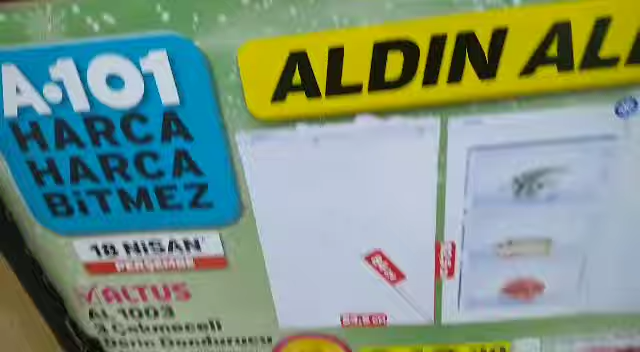 A-101
HARCA
HARCA
BİTMEZ
ALDIN AL
18 NİSAN
PERŞEMBE
ALTUS
AL 1003
3 Çekmeceli
Derin Dondurucu